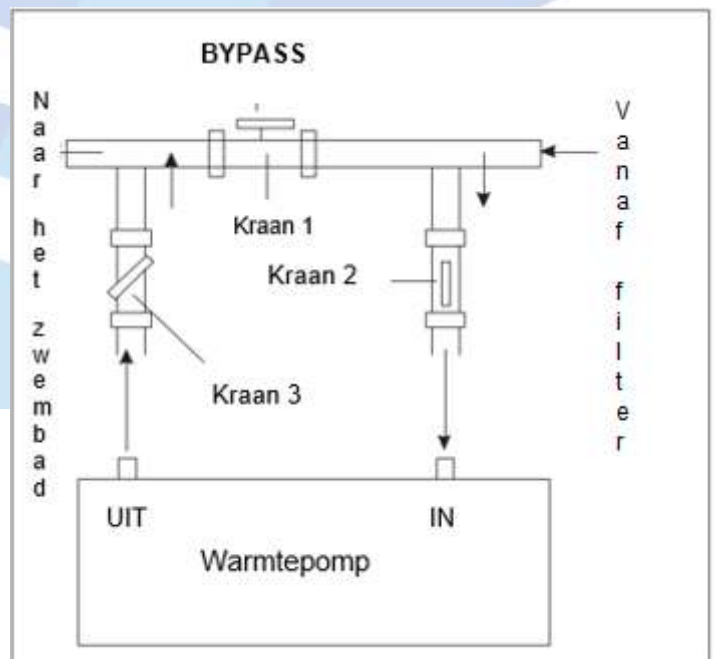 BYPASS
Naar het zwembad
Vanaf filter
Kraan 1
Kraan 2
Kraan 3
UIT
IN
Warmtepomp